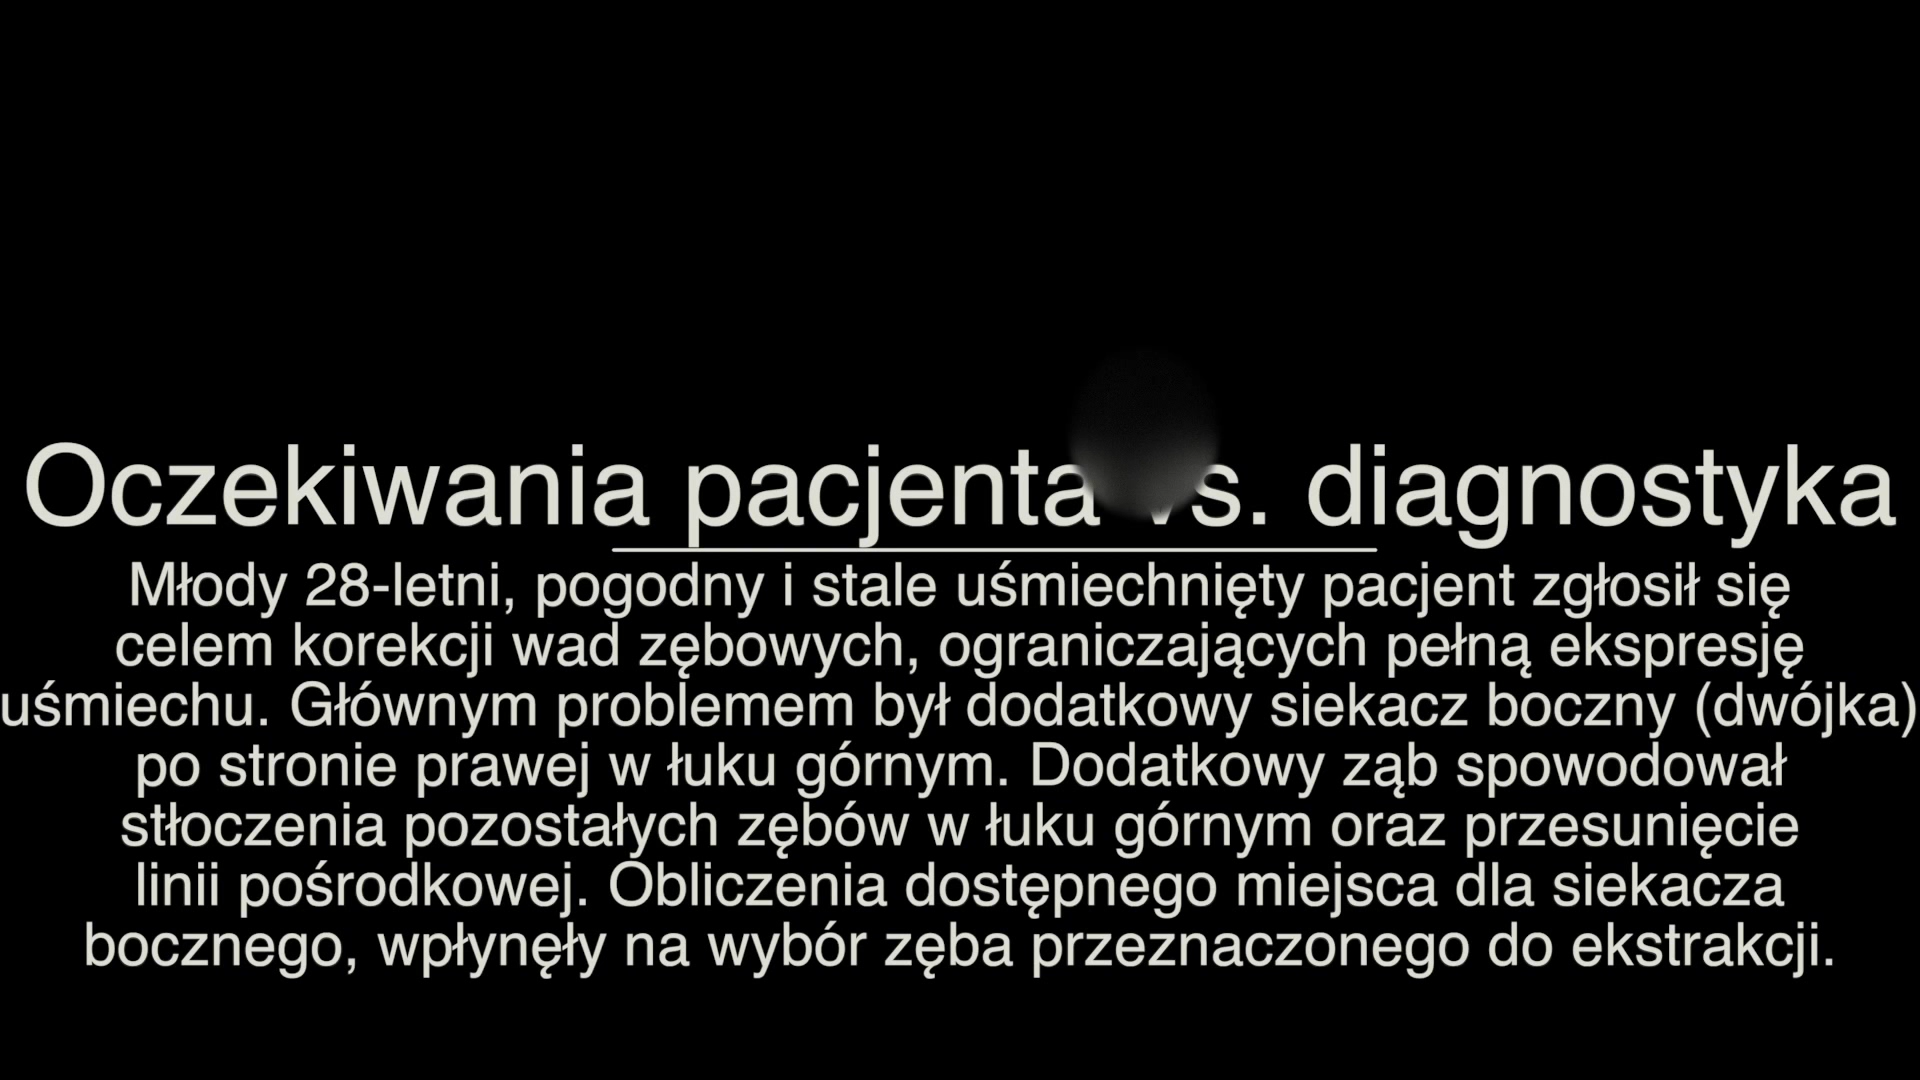 Oczekiwania pacjenta vs. diagnostyka
Młody 28-letni, pogodny i stale uśmiechnięty pacjent zgłosił się
celem korekcji wad zębowych, ograniczających pełną ekspresję
uśmiechu. Głównym problemem był dodatkowy siekacz boczny (dwójka)
po stronie prawej w łuku górnym. Dodatkowy ząb spowodował
stłoczenia pozostałych zębów w łuku górnym oraz przesunięcie
linii pośrodkowej. Obliczenia dostępnego miejsca dla siekacza
bocznego, wpłynęły na wybór zęba przeznaczonego do ekstrakcji.